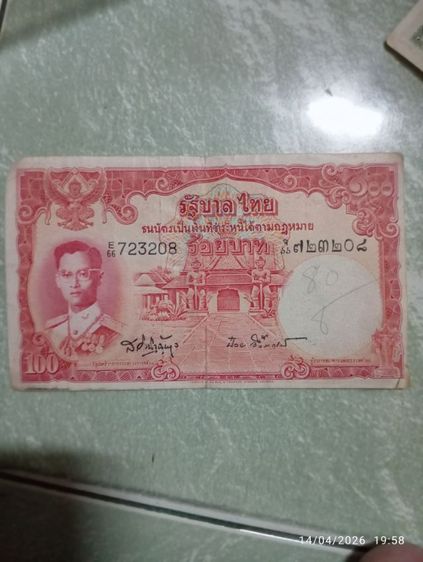 ๑๐๐
รัฐบาลไทย
ธนบัตรเป็นเงินที่ชำระหนี้ได้ตามกฎหมาย
E/66 723208 ร้อยบาท ๗๒๓๒๐๘
80
8
100
14/04/2026 19:58